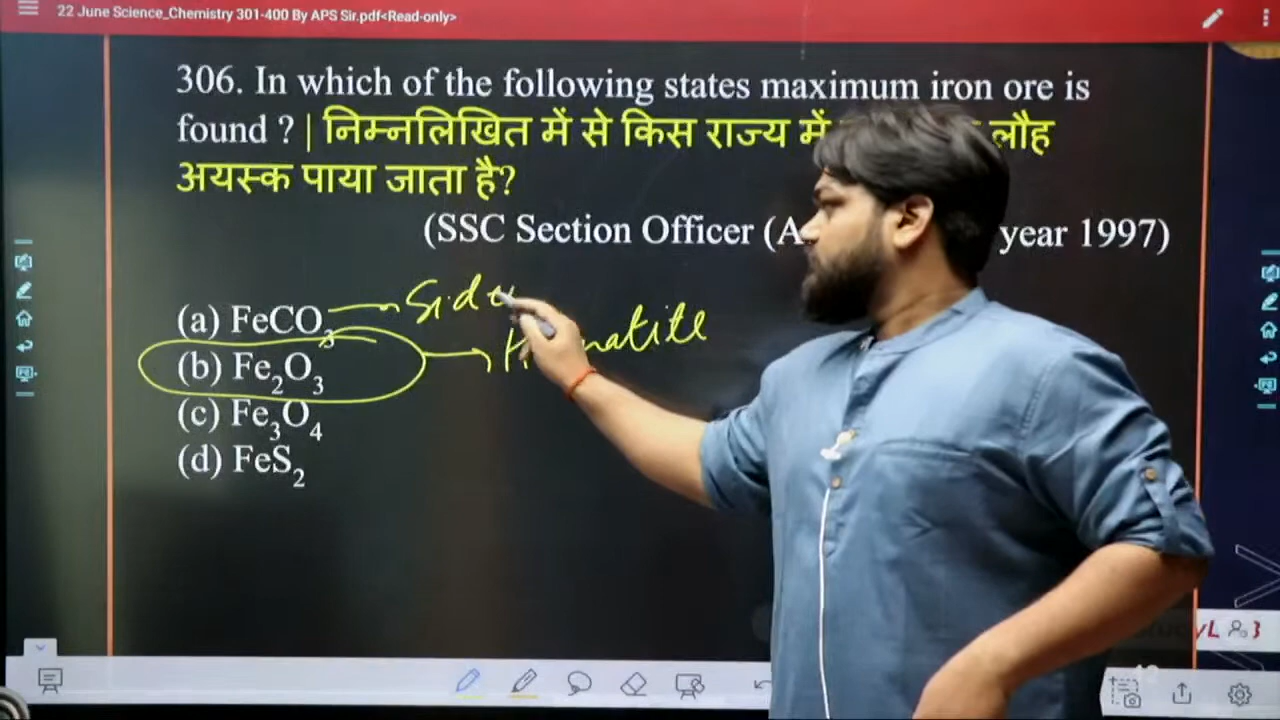 22 June Science_Chemistry 301-400 By APS Sir.pdf<Read-only>
306. In which of the following states maximum iron ore is
found ? | निम्नलिखित में से किस राज्य में लौह
अयस्क पाया जाता है?
(SSC Section Officer year 1997)
(a) FeCO3
(b) Fe2O3
(c) Fe3O4
(d) FeS2